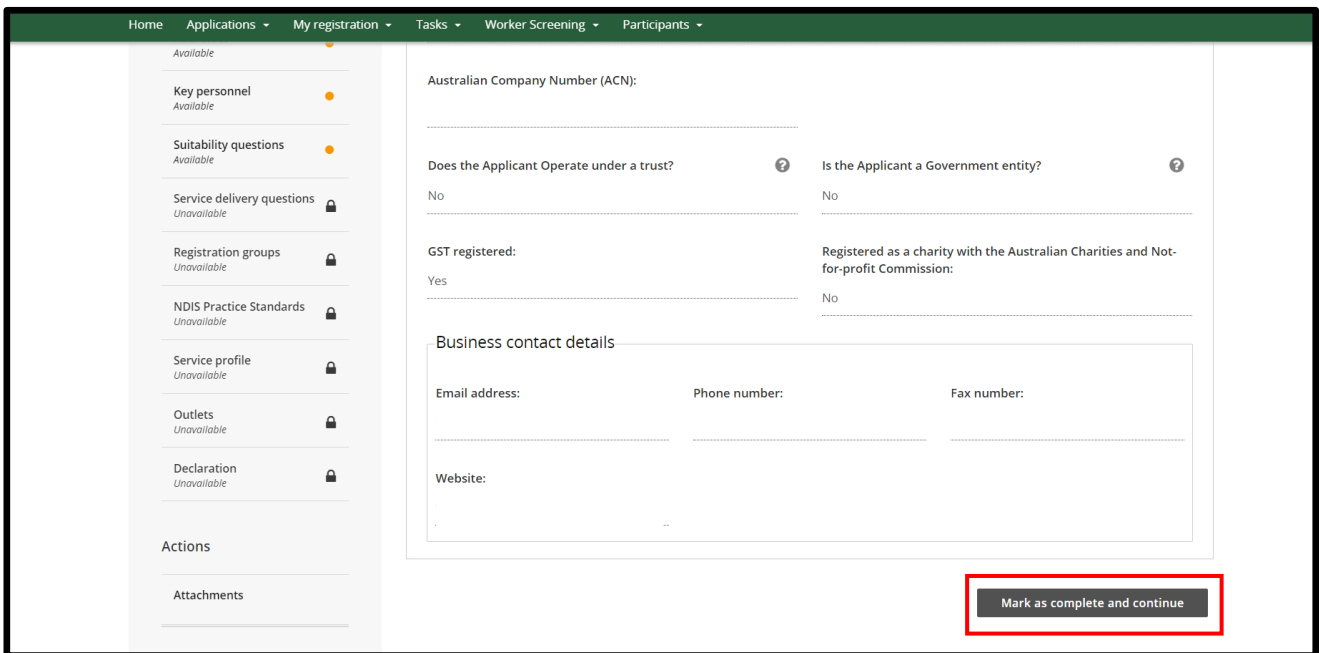 Home Applications My registration Tasks Worker Screening Participants
Available
Key personnel
Available
Suitability questions
Available
Service delivery questions
Unavailable
Registration groups
Unavailable
NDIS Practice Standards
Unavailable
Service profile
Unavailable
Outlets
Unavailable
Declaration
Unavailable
Actions
Attachments
Australian Company Number (ACN):
Does the Applicant Operate under a trust? ?
No
Is the Applicant a Government entity? ?
No
GST registered:
Yes
Registered as a charity with the Australian Charities and Not-
for-profit Commission:
No
Business contact details
Email address:
Phone number:
Fax number:
Website:
Mark as complete and continue